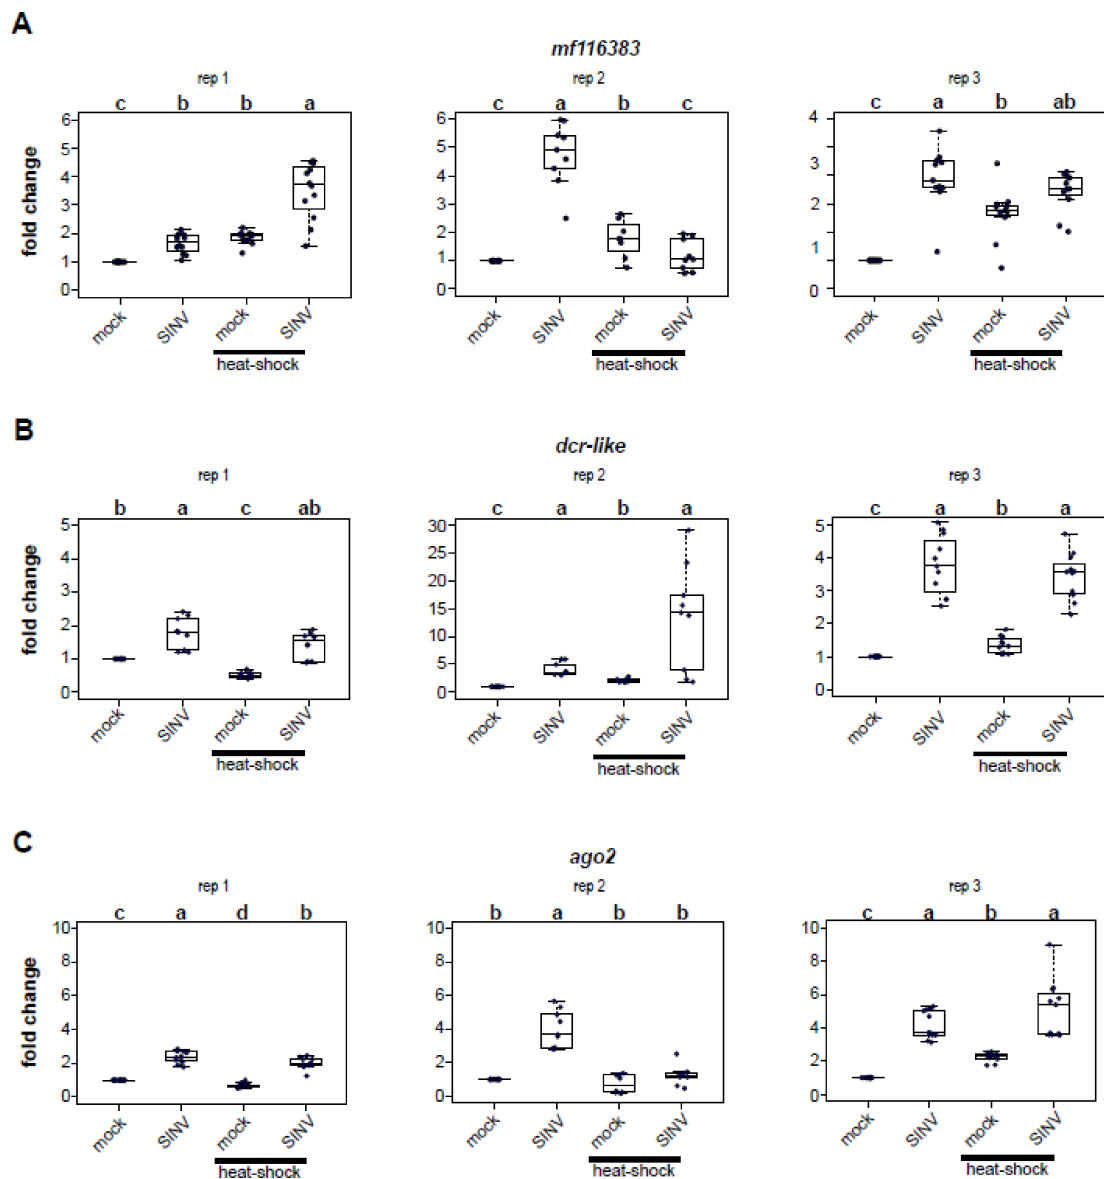 A
mf116383
rep 1 rep 2 rep 3
c b b a c a b c c a b ab
fold change
6 5 4 3 2 1 0
6 5 4 3 2 1 0
4 3 2 2 1 0
mock SINV mock SINV mock SINV mock SINV mock SINV mock SINV
heat-shock heat-shock heat-shock
B
dcr-like
rep 1 rep 2 rep 3
b a c ab c a b a c a b a
fold change
5 4 3 2 1 0
30 25 20 15 10 5 0
5 4 3 2 1 0
mock SINV mock SINV mock SINV mock SINV mock SINV mock SINV
heat-shock heat-shock heat-shock
C
ago2
rep 1 rep 2 rep 3
c a d b b a b b c a b a
fold change
10 8 6 4 2 0
10 8 6 4 2 0
10 8 6 4 2 0
mock SINV mock SINV mock SINV mock SINV mock SINV mock SINV
heat-shock heat-shock heat-shock